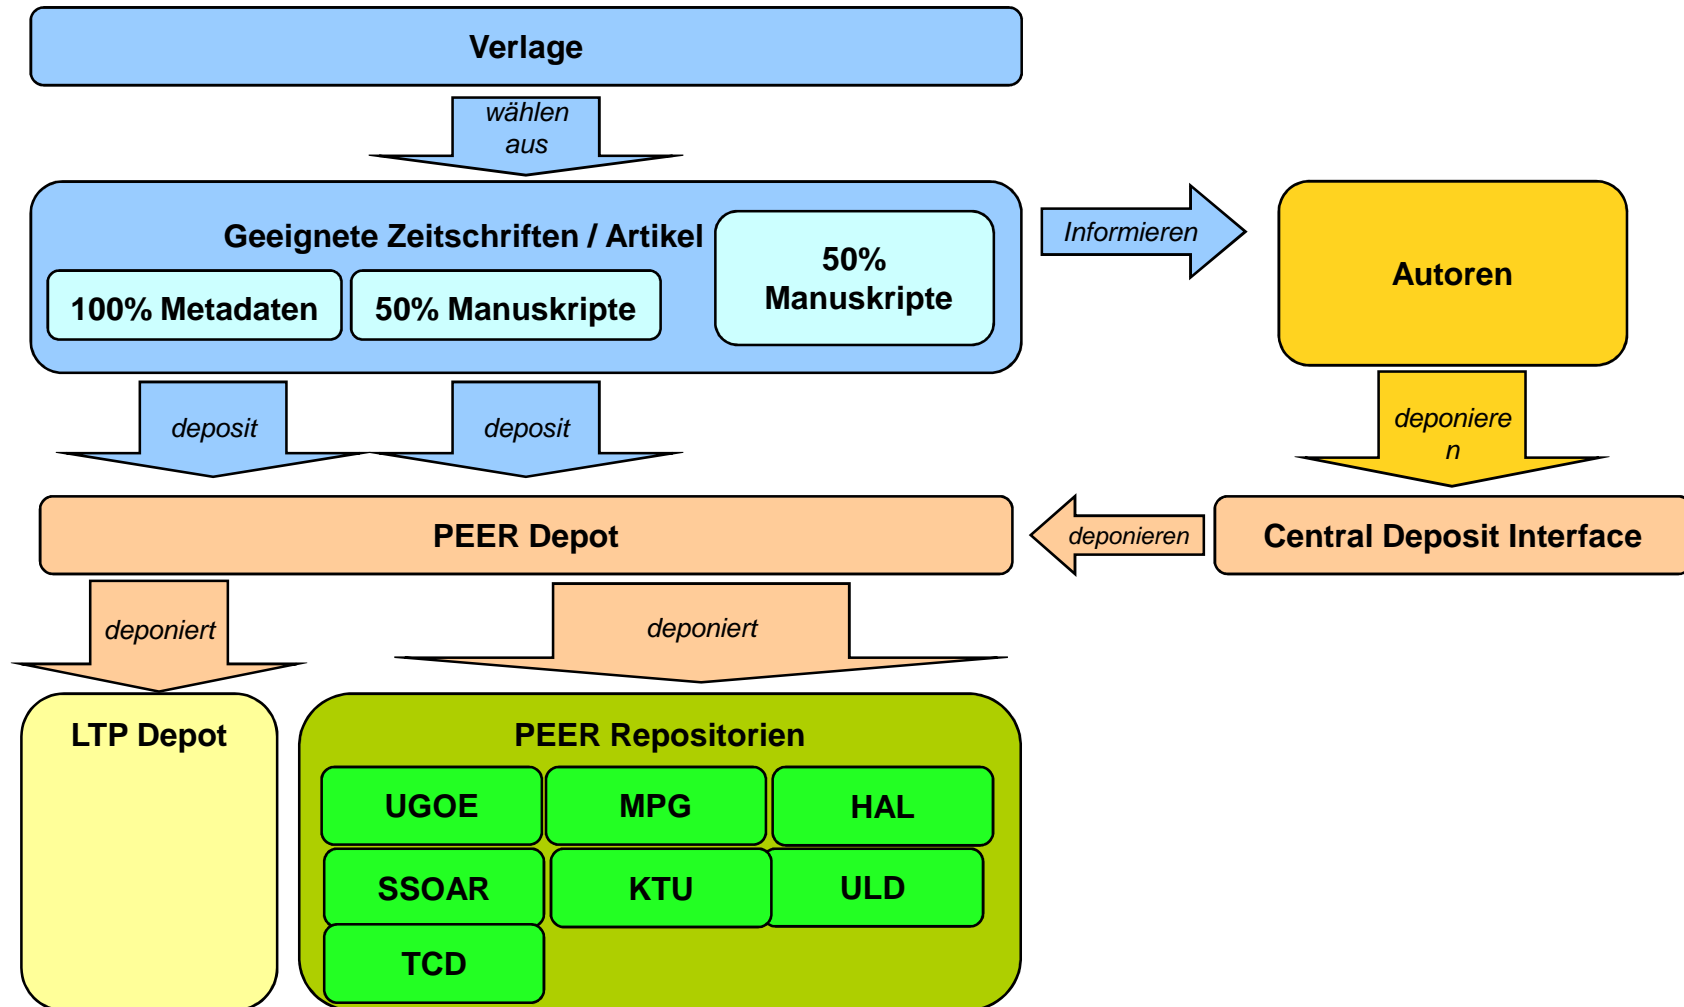 Verlage
wählen
aus
Geeignete Zeitschriften / Artikel
100% Metadaten
50% Manuskripte
50%
Manuskripte
Informieren
Autoren
deposit
deposit
deponiere
n
PEER Depot
deponieren
Central Deposit Interface
deponiert
deponiert
LTP Depot
PEER Repositorien
UGOE
MPG
HAL
SSOAR
KTU
ULD
TCD